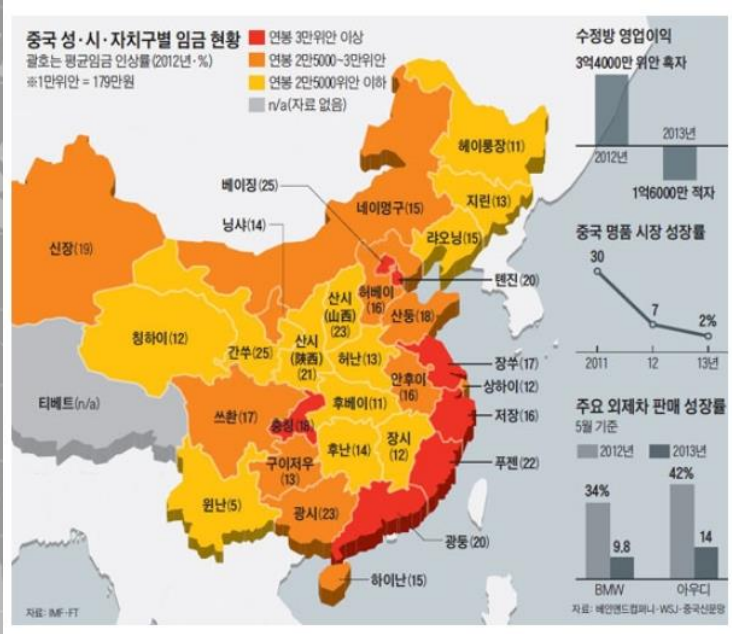 중국 성·시·자치구별 임금 현황
괄호는 평균임금 인상률(2012년·%)
※1만위안 = 179만원
연봉 3만위안 이상
연봉 2만5000~3만위안
연봉 2만5000위안 이하
n/a(자료 없음)
헤이룽장(11)
베이징(25)
네이멍구(15)
지린(13)
닝샤(14)
랴오닝(15)
신장(19)
톈진(20)
허베이
(16)
산시
(山西)
(23)
산둥(18)
칭하이(12)
간쑤(25)
산시
(陝西)
(21)
허난(13)
장쑤(17)
안후이
(16)
상하이(12)
티베트(n/a)
쓰촨(17)
충칭(18)
후베이(11)
저장(16)
장시
(12)
후난(14)
구이저우
(13)
푸젠(22)
윈난(5)
광시(23)
광둥(20)
하이난(15)
자료: IMF·FT
수정방 영업이익
3억4000만 위안 흑자
2013년
2012년
1억6000만 적자
중국 명품 시장 성장률
30
7
2%
2011
12
13년
주요 외제차 판매 성장률
5월 기준
2012년
2013년
34%
42%
9.8
14
BMW
아우디
자료: 베인앤드컴퍼니·WSJ·중국신문망